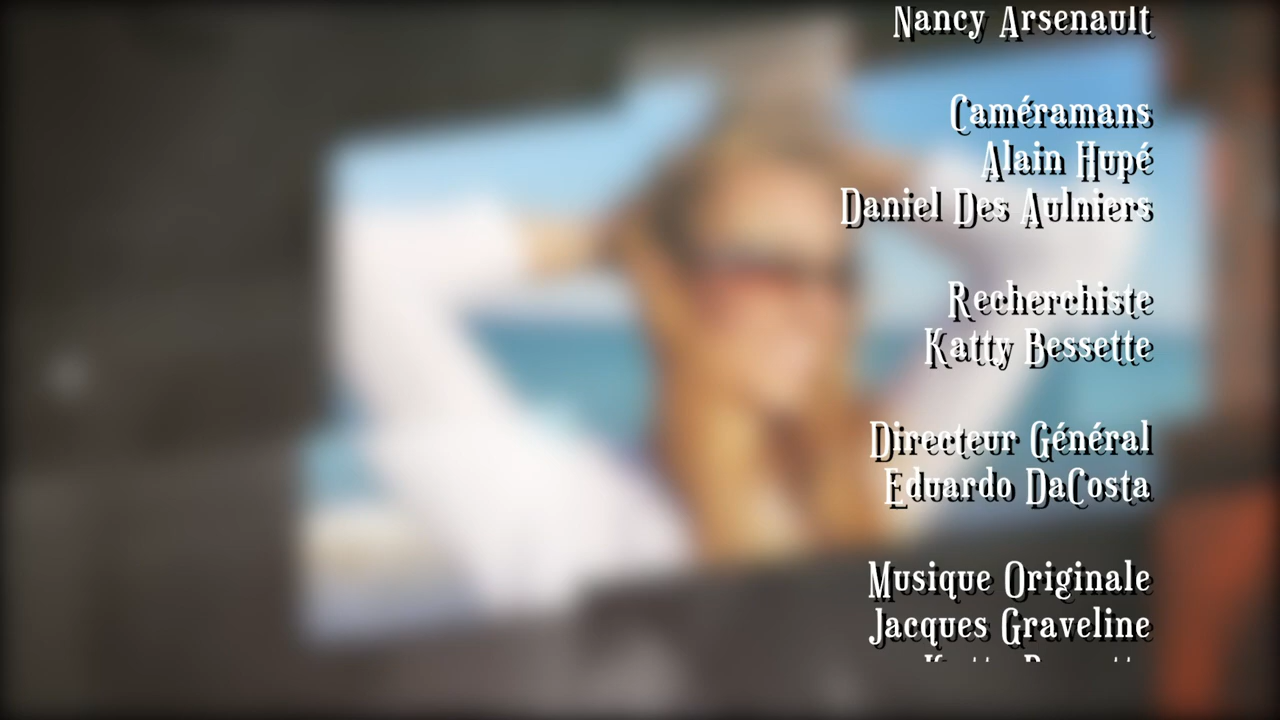 Nancy Arsenault
Caméramans
Alain Hupé
Daniel Des Aulniers
Recherchiste
Katty Bessette
Directeur Général
Eduardo DaCosta
Musique Originale
Jacques Graveline